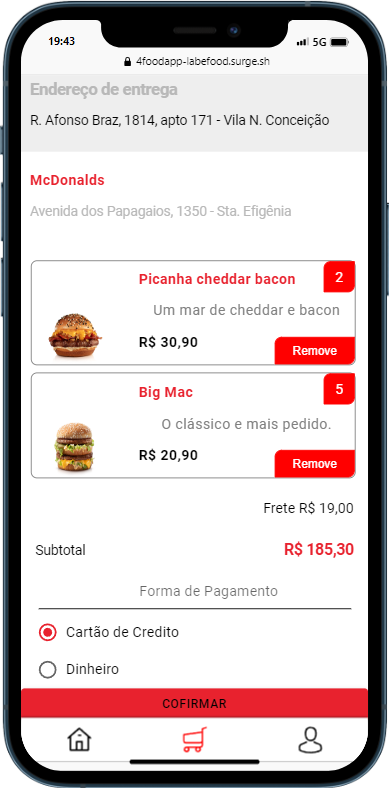 19:43
5G
4foodapp-labefood.surge.sh
Endereço de entrega
R. Afonso Braz, 1814, apto 171 - Vila N. Conceição
McDonalds
Avenida dos Papagaios, 1350 - Sta. Efigênia
Picanha cheddar bacon
2
Um mar de cheddar e bacon
R$ 30,90
Remove
Big Mac
5
O clássico e mais pedido.
R$ 20,90
Remove
Frete R$ 19,00
Subtotal
R$ 185,30
Forma de Pagamento
Cartão de Credito
Dinheiro
COFIRMAR